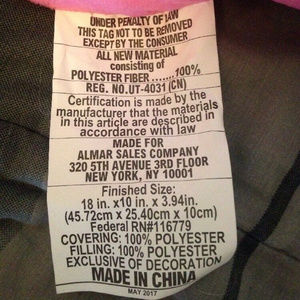 UNDER PENALTY OF LAW
THIS TAG NOT TO BE REMOVED
EXCEPT BY THE CONSUMER
ALL NEW MATERIAL
consisting of
POLYESTER FIBER........100%
REG. NO.UT-4031 (CN)
Certification is made by the
manufacturer that the materials
in this article are described in
accordance with law
MADE FOR
ALMAR SALES COMPANY
320 5TH AVENUE 3RD FLOOR
NEW YORK, NY 10001
Finished Size:
18 in. x10 in. x 3.94in.
(45.72cm x 25.40cm x 10cm)
Federal RN#116779
COVERING: 100% POLYESTER
FILLING: 100% POLYESTER
EXCLUSIVE OF DECORATION
MADE IN CHINA
MAY 2017